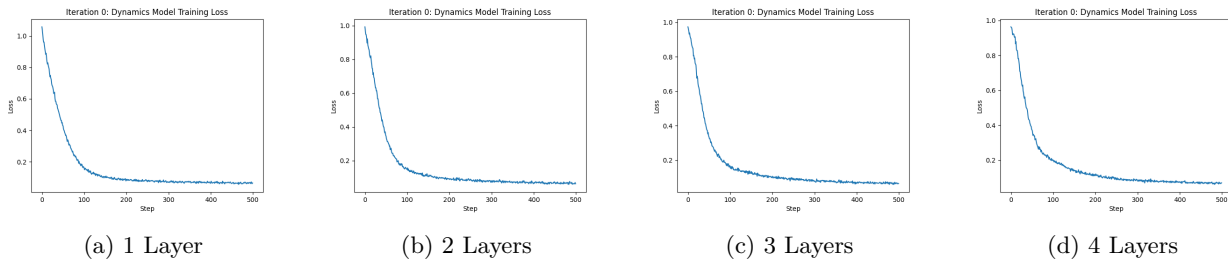 Iteration 0: Dynamics Model Training Loss
1.0
0.8
0.6
0.4
0.2
Loss
0 100 200 300 400 500
Step
(a) 1 Layer
Iteration 0: Dynamics Model Training Loss
1.0
0.8
0.6
0.4
0.2
Loss
0 100 200 300 400 500
Step
(b) 2 Layers
Iteration 0: Dynamics Model Training Loss
1.0
0.8
0.6
0.4
0.2
Loss
0 100 200 300 400 500
Step
(c) 3 Layers
Iteration 0: Dynamics Model Training Loss
1.0
0.8
0.6
0.4
0.2
Loss
0 100 200 300 400 500
Step
(d) 4 Layers